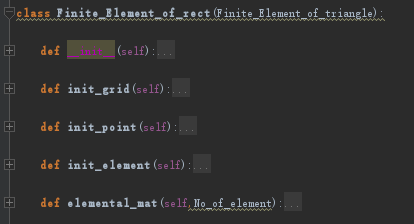 class Finite_Element_of_rect(Finite_Element_of_triangle):
def __init__(self):...
def init_grid(self):...
def init_point(self):...
def init_element(self):...
def elemental_mat(self,No_of_element):...